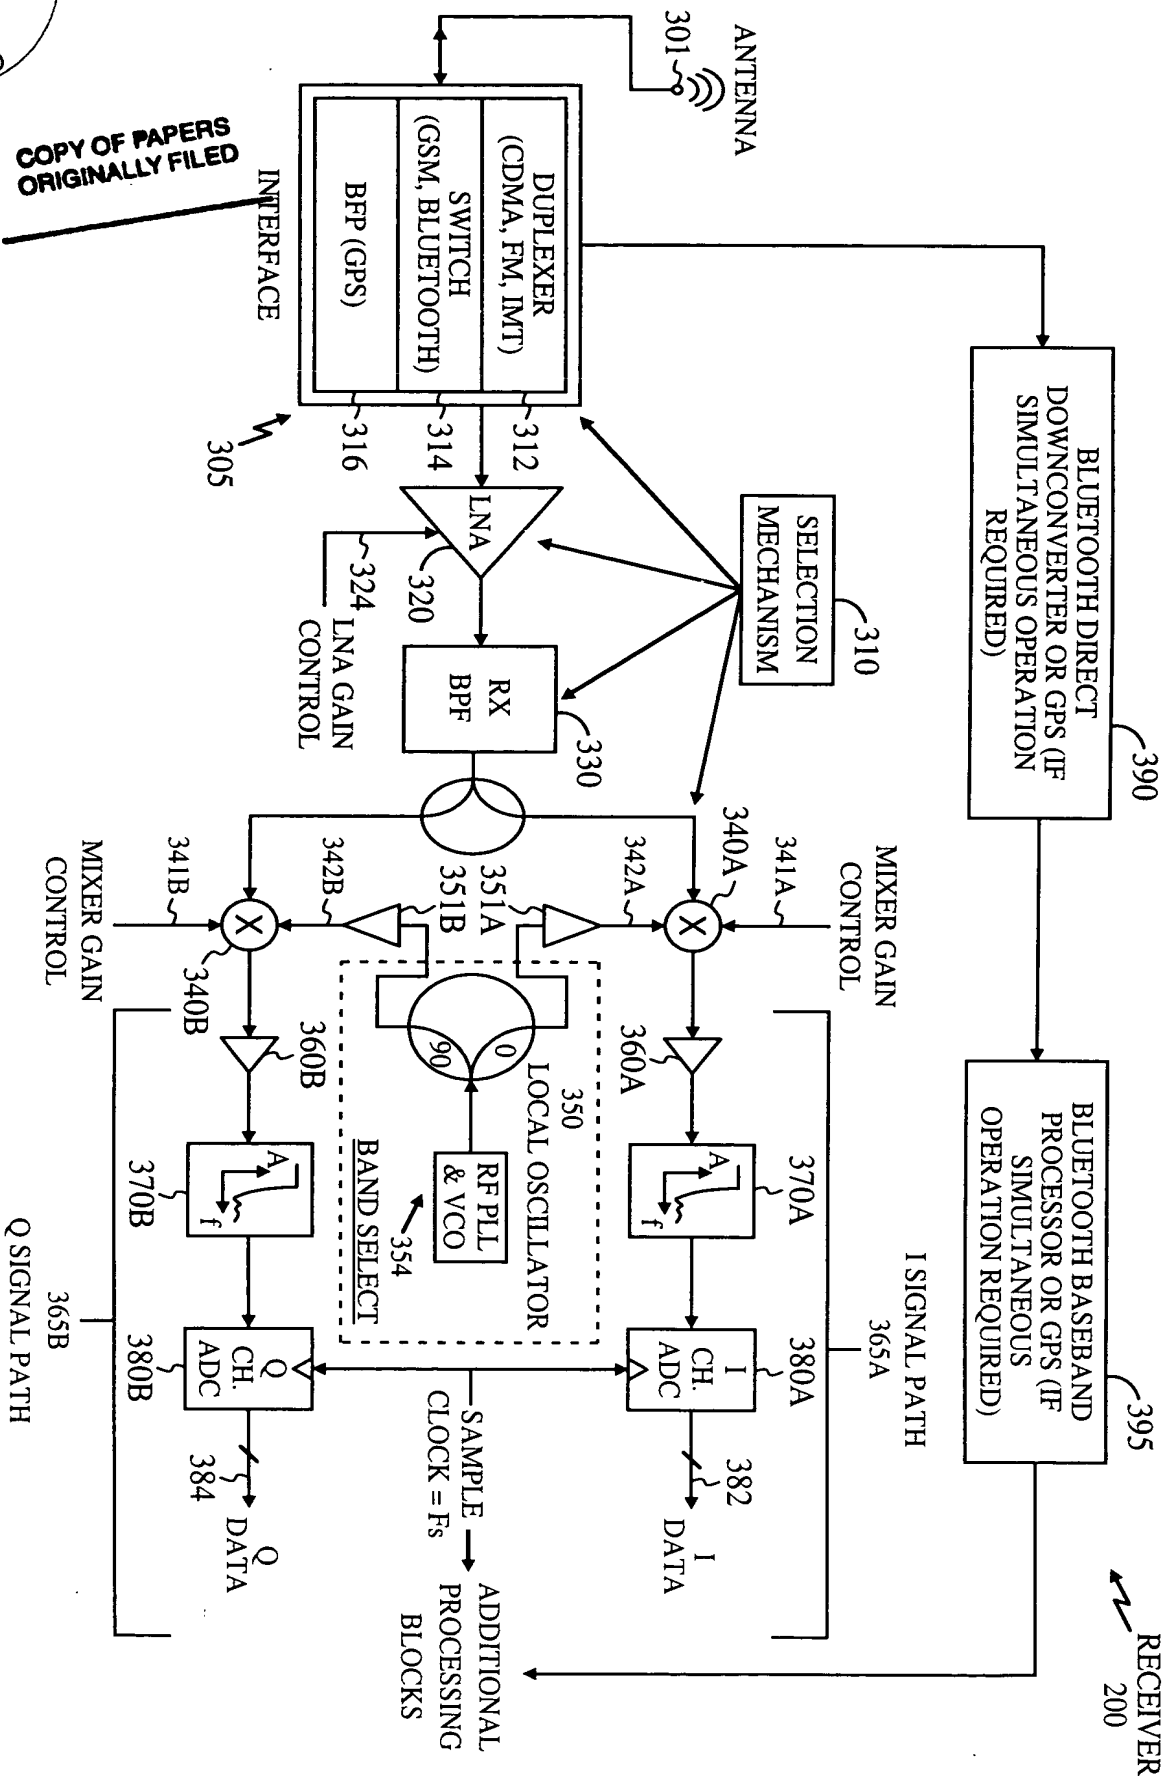 COPY OF PAPERS
ORIGINALLY FILED
RECEIVER
200
BLUETOOTH DIRECT
DOWNCONVERTER OR GPS (IF
SIMULTANEOUS OPERATION
REQUIRED)
390
BLUETOOTH BASEBAND
PROCESSOR OR GPS (IF
SIMULTANEOUS
OPERATION REQUIRED)
395
ANTENNA
301
SELECTION
MECHANISM
310
MIXER GAIN
CONTROL
341A
340A
342A
I SIGNAL PATH
365A
360A
370A
A
f
I
CH.
ADC
380A
382
I
DATA
DUPLEXER
(CDMA, FM, IMT)
312
SWITCH
(GSM, BLUETOOTH)
314
BFP (GPS)
316
INTERFACE
305
LNA
320
324
LNA GAIN
CONTROL
RX
BPF
330
351A
351B
350
LOCAL OSCILLATOR
0
90
RF PLL
& VCO
354
BAND SELECT
SAMPLE
CLOCK = Fs
ADDITIONAL
PROCESSING
BLOCKS
342B
341B
340B
MIXER GAIN
CONTROL
360B
370B
A
f
Q
CH.
ADC
380B
384
Q
DATA
365B
Q SIGNAL PATH